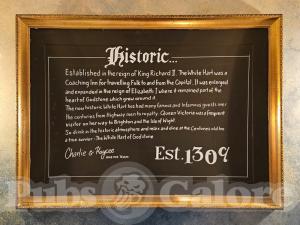 Historic...
Established in the reign of King Richard II. The White Hart was a
Coaching Inn for travelling Folk to and from the Capital. It was enlarged
and expanded in the reign of Elizabeth I where it remained part of the
heart of Godstone which grew around it.
The now historic White Hart has had many famous and Infamous guests over
the centuries from Highway men to royalty. Queen Victoria was a frequent
visitor on her way to Brighton and the Isle of Wight.
So drink in the historic atmosphere and relax and dine at the Centuries old Inn
a true survivor - The White Hart of Godstone
Charlie & Raycee
AND THE TEAM
Est. 1309
Pubs Galore